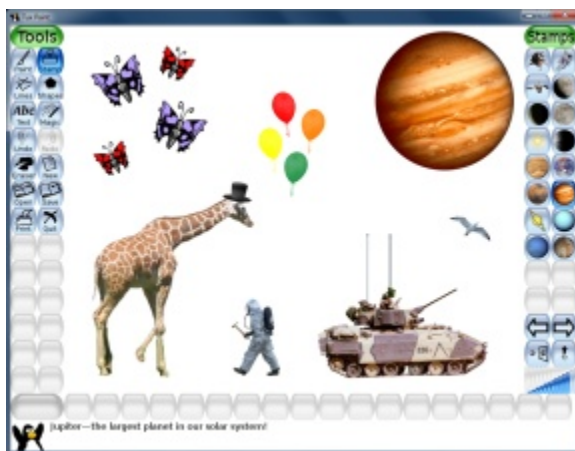 Tux Paint
Tools
Stamps
Paint
Stamp
Lines
Shapes
Abc
Text
Magic
Undo
Redo
Eraser
New
Open
Save
Print
Quit
Jupiter—the largest planet in our solar system!